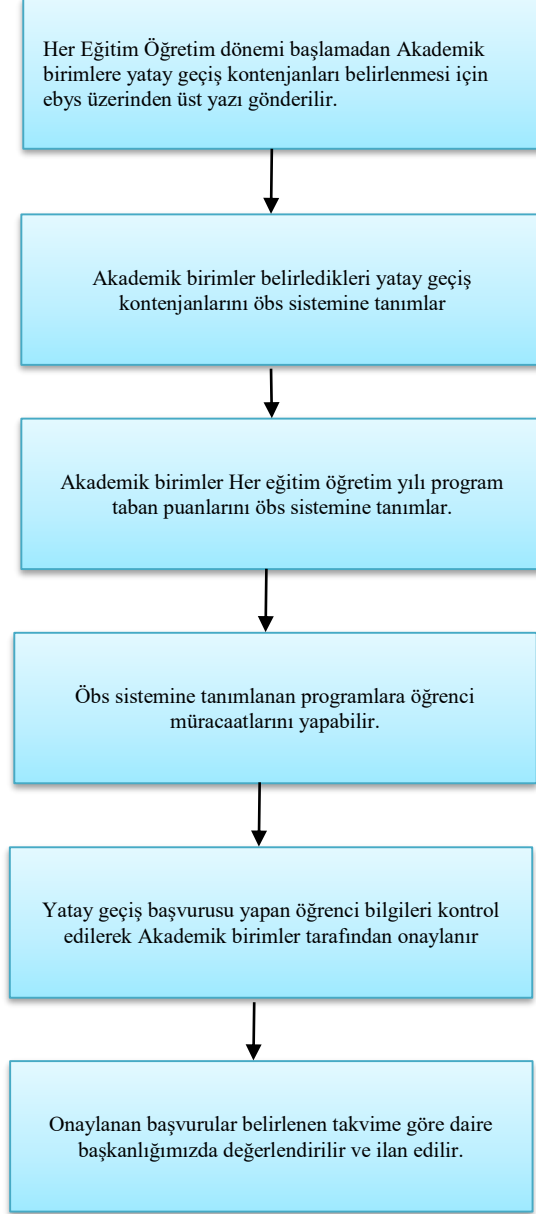 Her Eğitim Öğretim dönemi başlamadan Akademik
birimlere yatay geçiş kontenjanları belirlenmesi için
ebys üzerinden üst yazı gönderilir.
Akademik birimler belirledikleri yatay geçiş
kontenjanlarını öbs sistemine tanımlar
Akademik birimler Her eğitim öğretim yılı program
taban puanlarını öbs sistemine tanımlar.
Öbs sistemine tanımlanan programlara öğrenci
müracaatlarını yapabilir.
Yatay geçiş başvurusu yapan öğrenci bilgileri kontrol
edilerek Akademik birimler tarafından onaylanır
Onaylanan başvurular belirlenen takvime göre daire
başkanlığımızda değerlendirilir ve ilan edilir.